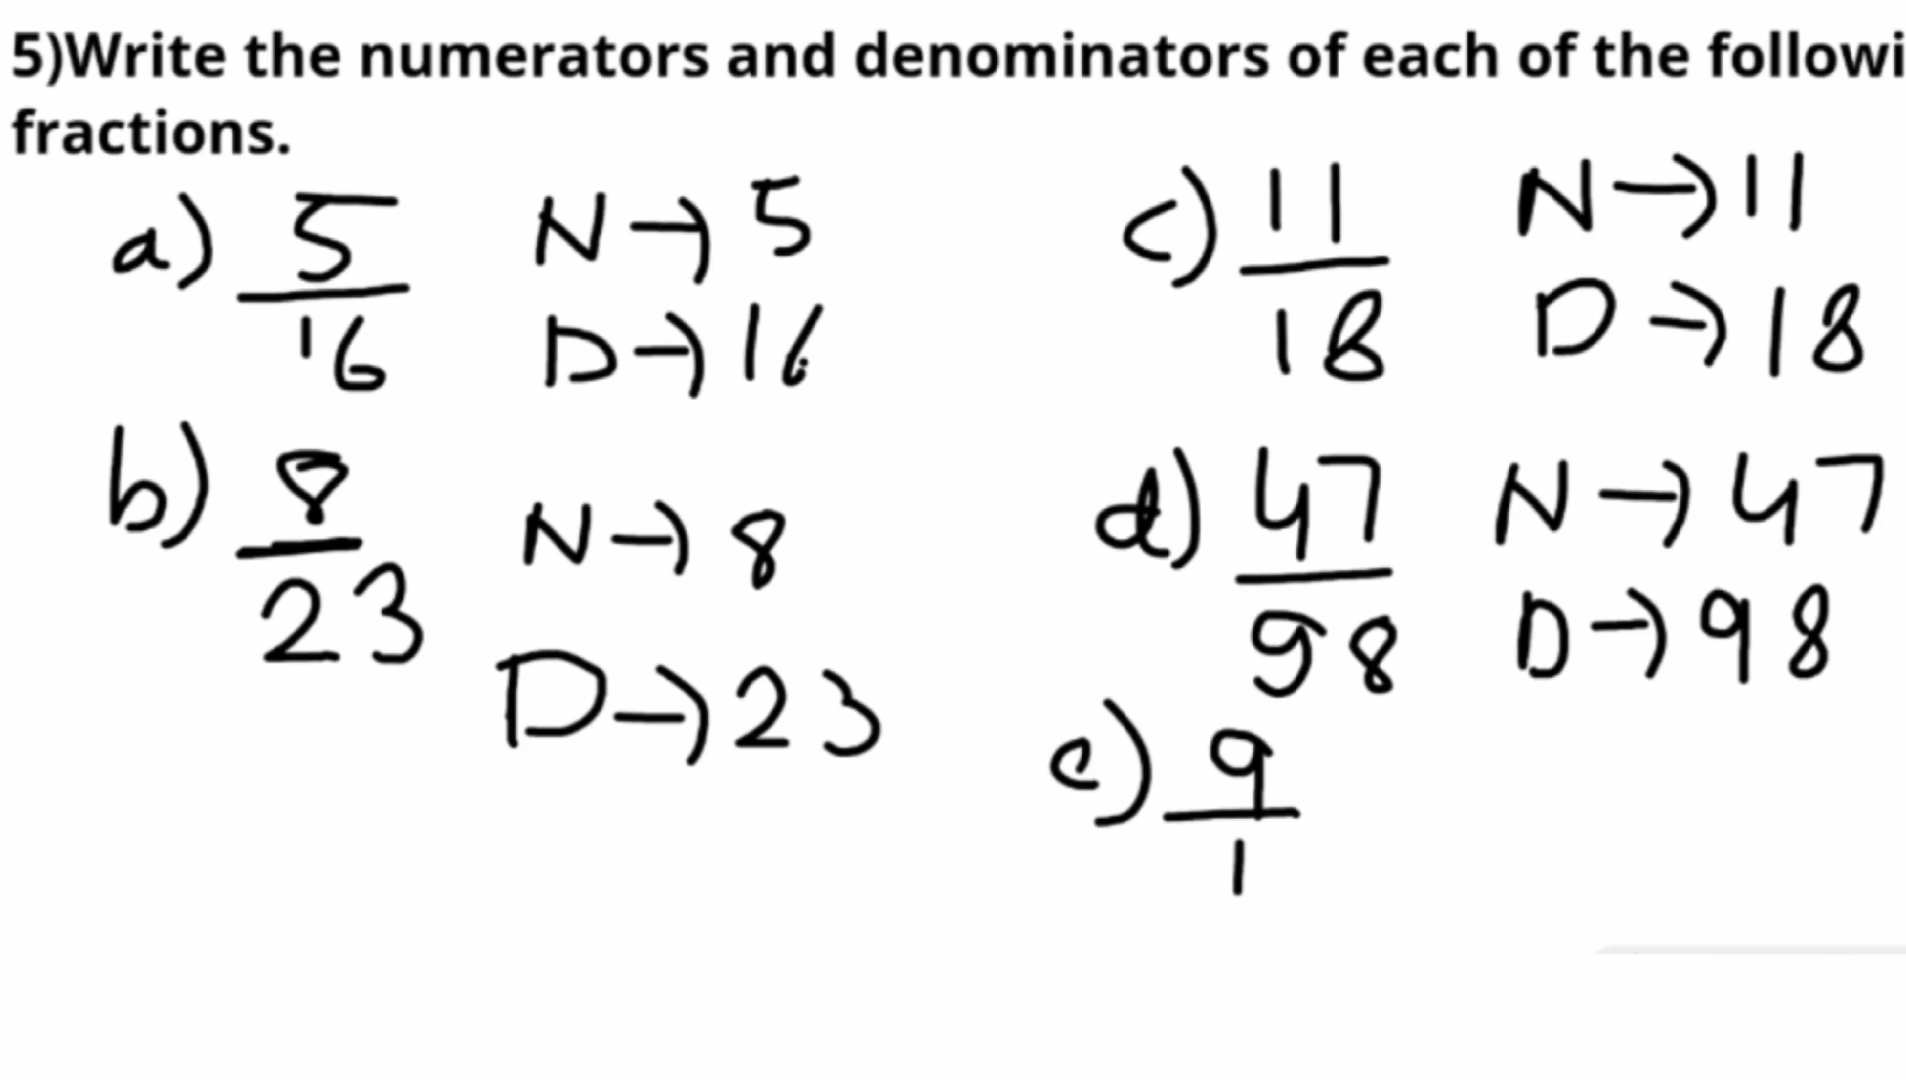 5)Write the numerators and denominators of each of the followi
fractions.
a) 5/16 N→5
D→16
b) 8/23 N→8
D→23
c) 11/18 N→11
D→18
d) 47/98 N→47
D→98
e) 9/1